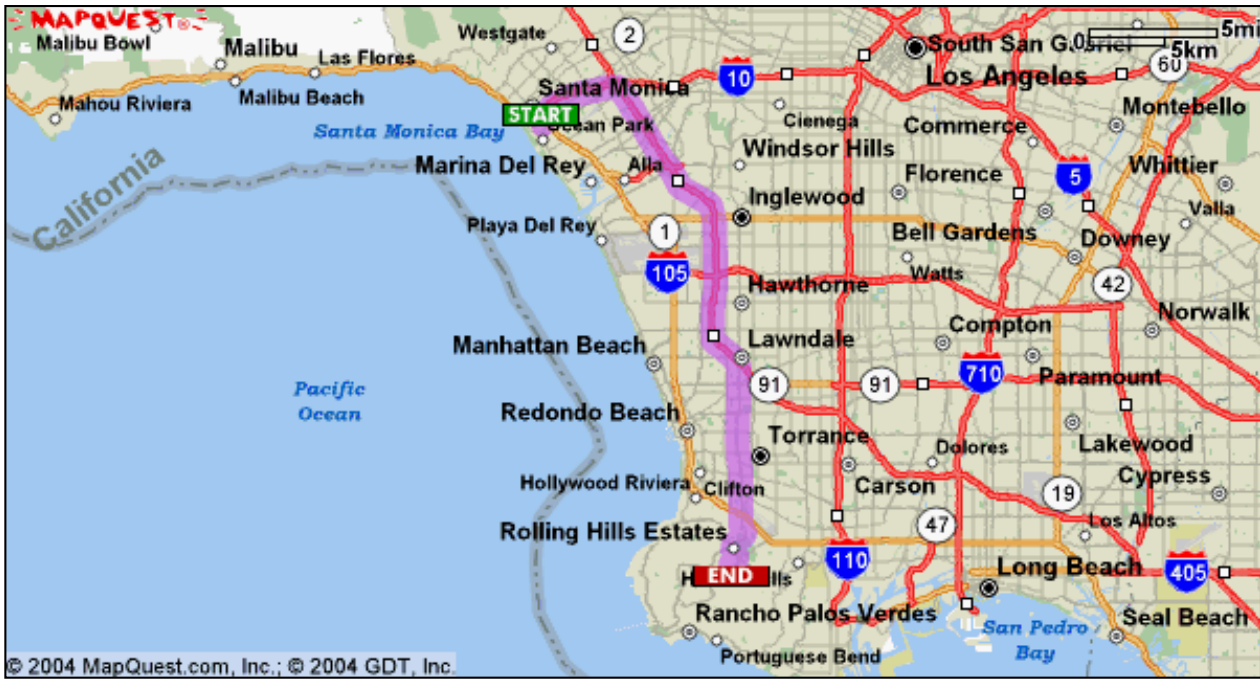 MAPQUEST
Westgate
2
5mi
Malibu Bowl
Malibu
Las Flores
South San G briel
0
5km
10
60
Los Angeles
Mahou Riviera
Malibu Beach
Santa Monica
START
Cienega
Montebello
Santa Monica Bay
Ocean Park
Commerce
Windsor Hills
California
Marina Del Rey
Alla
Florence
5
Whittier
Inglewood
Valla
Playa Del Rey
1
Bell Gardens
Downey
105
Watts
42
Hawthorne
Norwalk
Manhattan Beach
Lawndale
Compton
710
Paramount
Pacific
Ocean
91
91
Redondo Beach
Torrance
Dolores
Lakewood
Hollywood Riviera
Clifton
Carson
19
Cypress
Rolling Hills Estates
47
Los Altos
110
Long Beach
405
END
lls
Rancho Palos Verdes
San Pedro
Bay
Seal Beach
Portuguese Bend
© 2004 MapQuest.com, Inc.; © 2004 GDT, Inc.